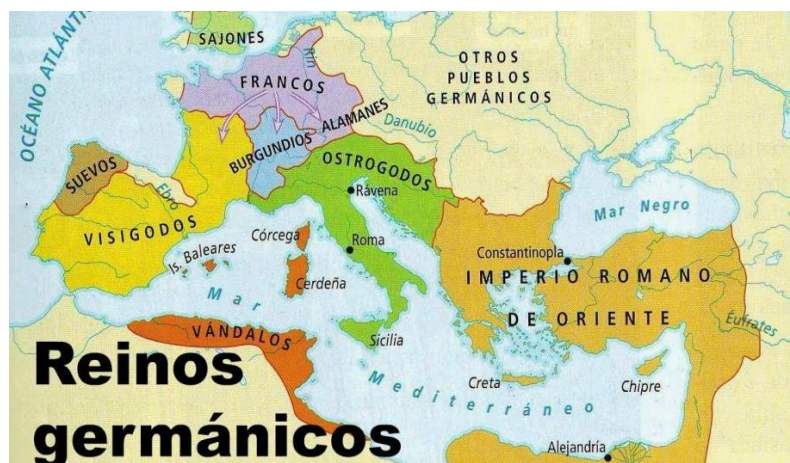 OCÉANO ATLÁNTI
SAJONES
Rin
FRANCOS
OTROS
PUEBLOS
GERMÁNICOS
ALAMANES
Danubio
BURGUNDIOS
OSTROGODOS
SUEVOS
Ebro
Rávena
VISIGODOS
Mar Negro
Is. Baleares
Córcega
Roma
Constantinopla
Cerdeña
IMPERIO ROMANO
DE ORIENTE
Mar
Mediterráneo
VÁNDALOS
Sicilia
Éufrates
Creta
Chipre
Alejandría
Reinos
germánicos